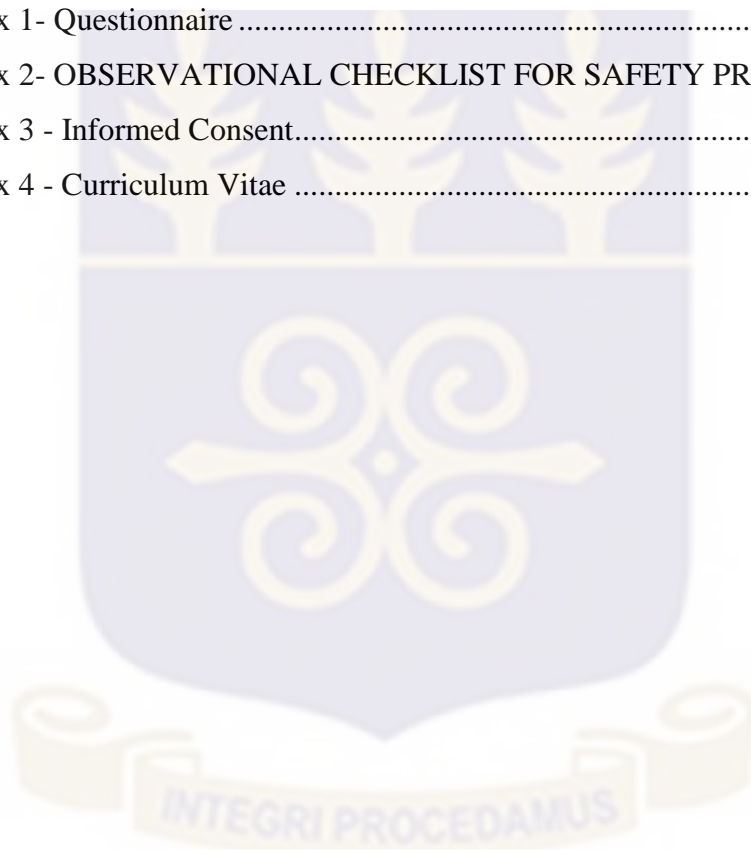 x 1- Questionnaire ..............................................................
x 2- OBSERVATIONAL CHECKLIST FOR SAFETY PR
x 3 - Informed Consent.......................................................
x 4 - Curriculum Vitae .......................................................
INTEGRI PROCEDAMUS